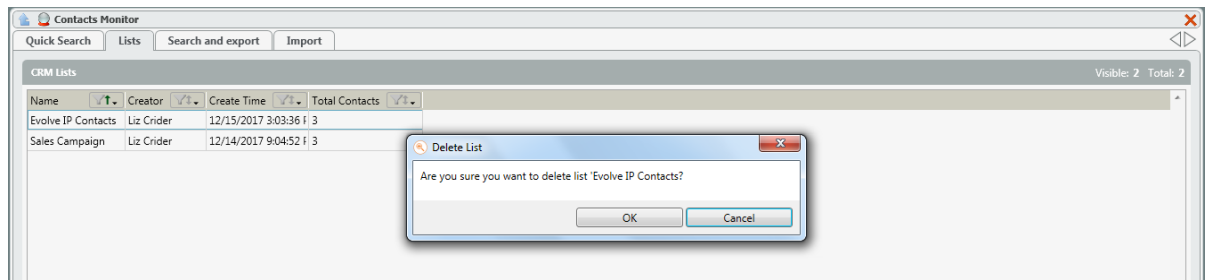 Contacts Monitor
Quick Search Lists Search and export Import
CRM Lists Visible: 2 Total: 2
Name Creator Create Time Total Contacts
Evolve IP Contacts Liz Crider 12/15/2017 3:03:36 3
Sales Campaign Liz Crider 12/14/2017 9:04:52 3
Delete List
Are you sure you want to delete list 'Evolve IP Contacts?
OK Cancel